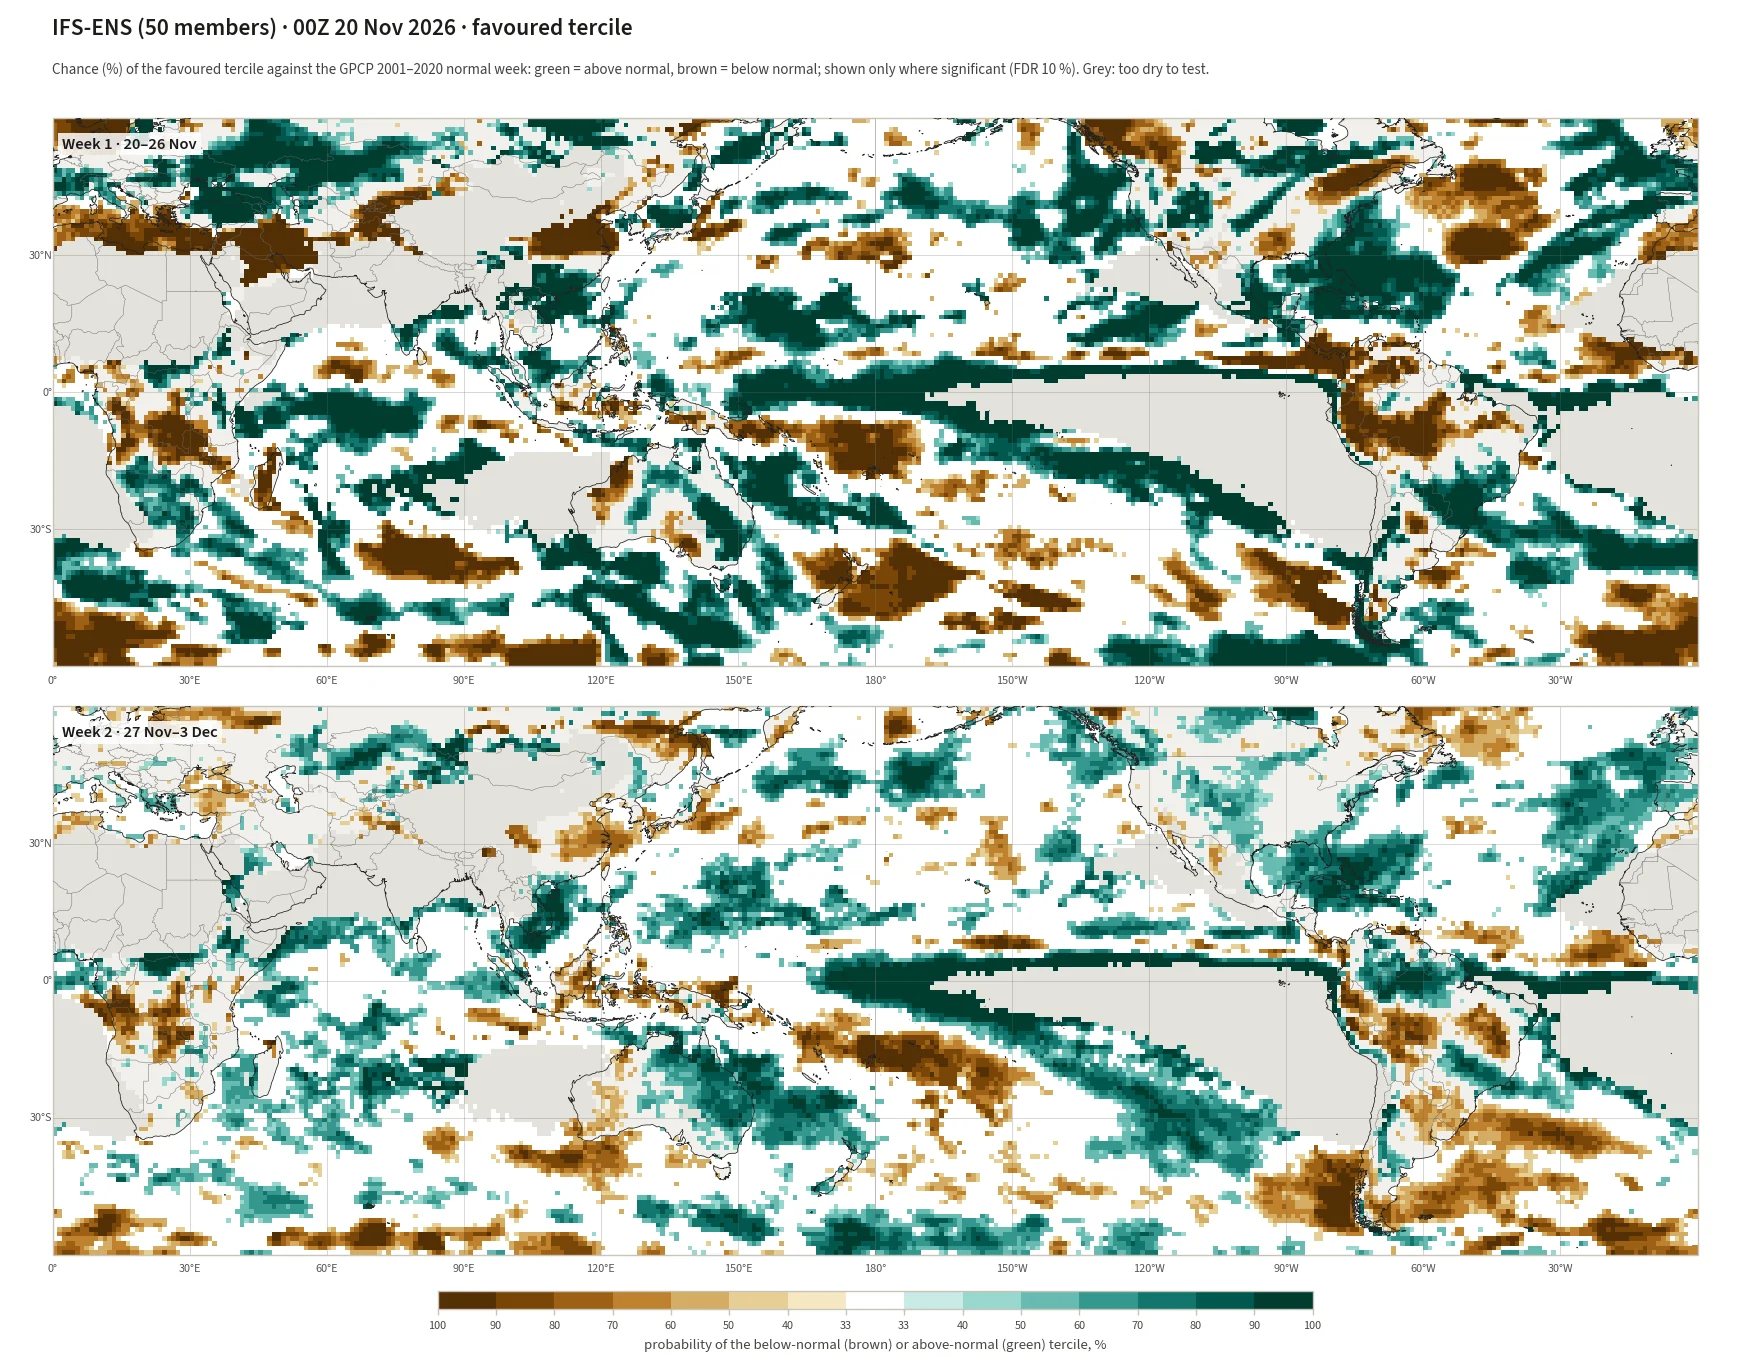 IFS-ENS (50 members) · 00Z 20 Nov 2026 · favoured tercile
Chance (%) of the favoured tercile against the GPCP 2001–2020 normal week: green = above normal, brown = below normal; shown only where significant (FDR 10 %). Grey: too dry to test.
Week 1 · 20–26 Nov
30°N
0°
30°S
0° 30°E 60°E 90°E 120°E 150°E 180° 150°W 120°W 90°W 60°W 30°W
Week 2 · 27 Nov–3 Dec
30°N
0°
30°S
0° 30°E 60°E 90°E 120°E 150°E 180° 150°W 120°W 90°W 60°W 30°W
100 90 80 70 60 50 40 33 33 40 50 60 70 80 90 100
probability of the below-normal (brown) or above-normal (green) tercile, %